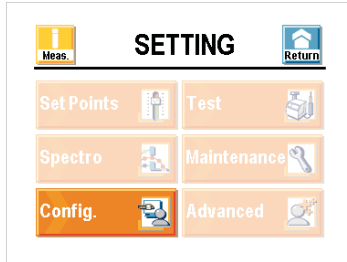 Meas. SETTING Return
Set Points Test
Spectro Maintenance
Config. Advanced